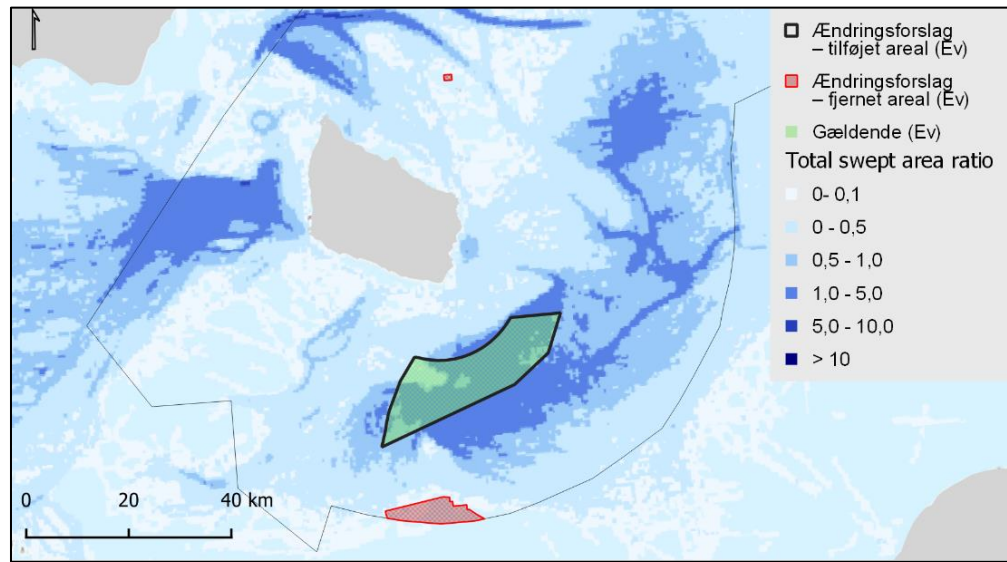 Ændringsforslag
– tilføjet areal (Ev)
Ændringsforslag
– fjernet areal (Ev)
Gældende (Ev)
Total swept area ratio
0- 0,1
0 - 0,5
0,5 - 1,0
1,0 - 5,0
5,0 - 10,0
> 10
0 20 40 km